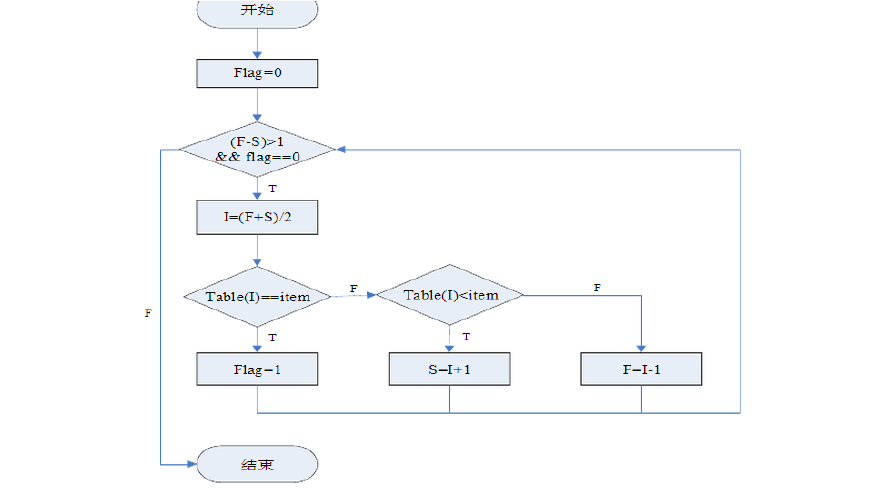 开始
Flag=0
(F-S)>1
&& flag==0
T
I=(F+S)/2
Table(I)==item
F
Table(I)<item
F
F
T
T
Flag=1
S=I+1
F=I-1
结束